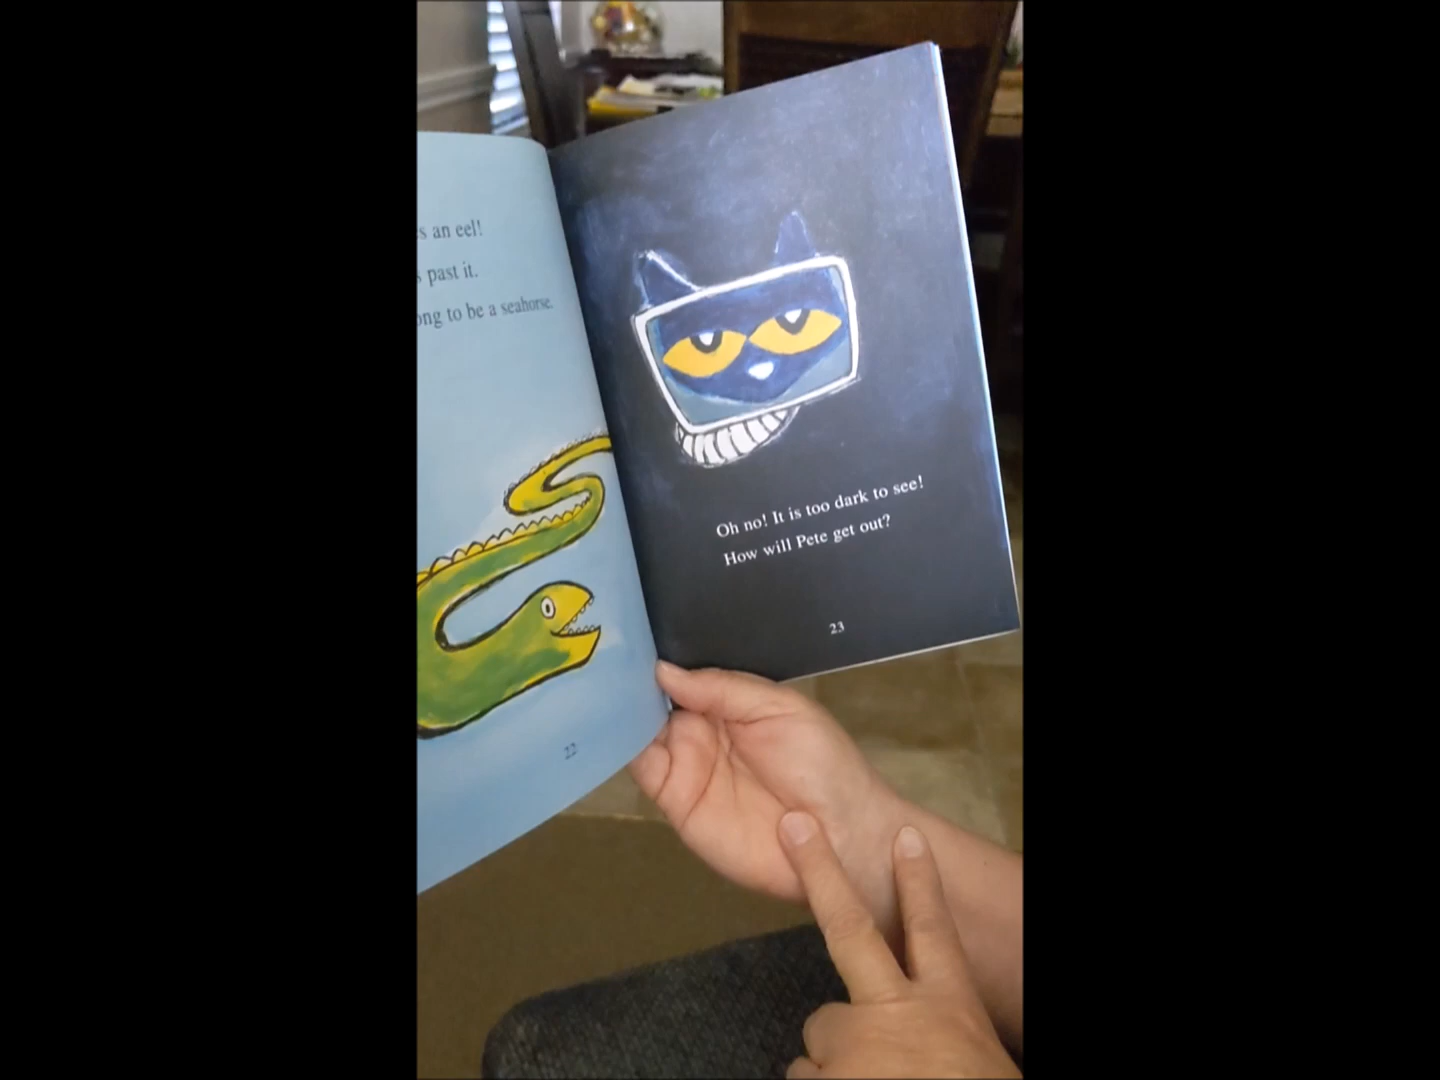 an eel!
past it.
to be a seahorse.
22
Oh no! It is too dark to see!
How will Pete get out?
23